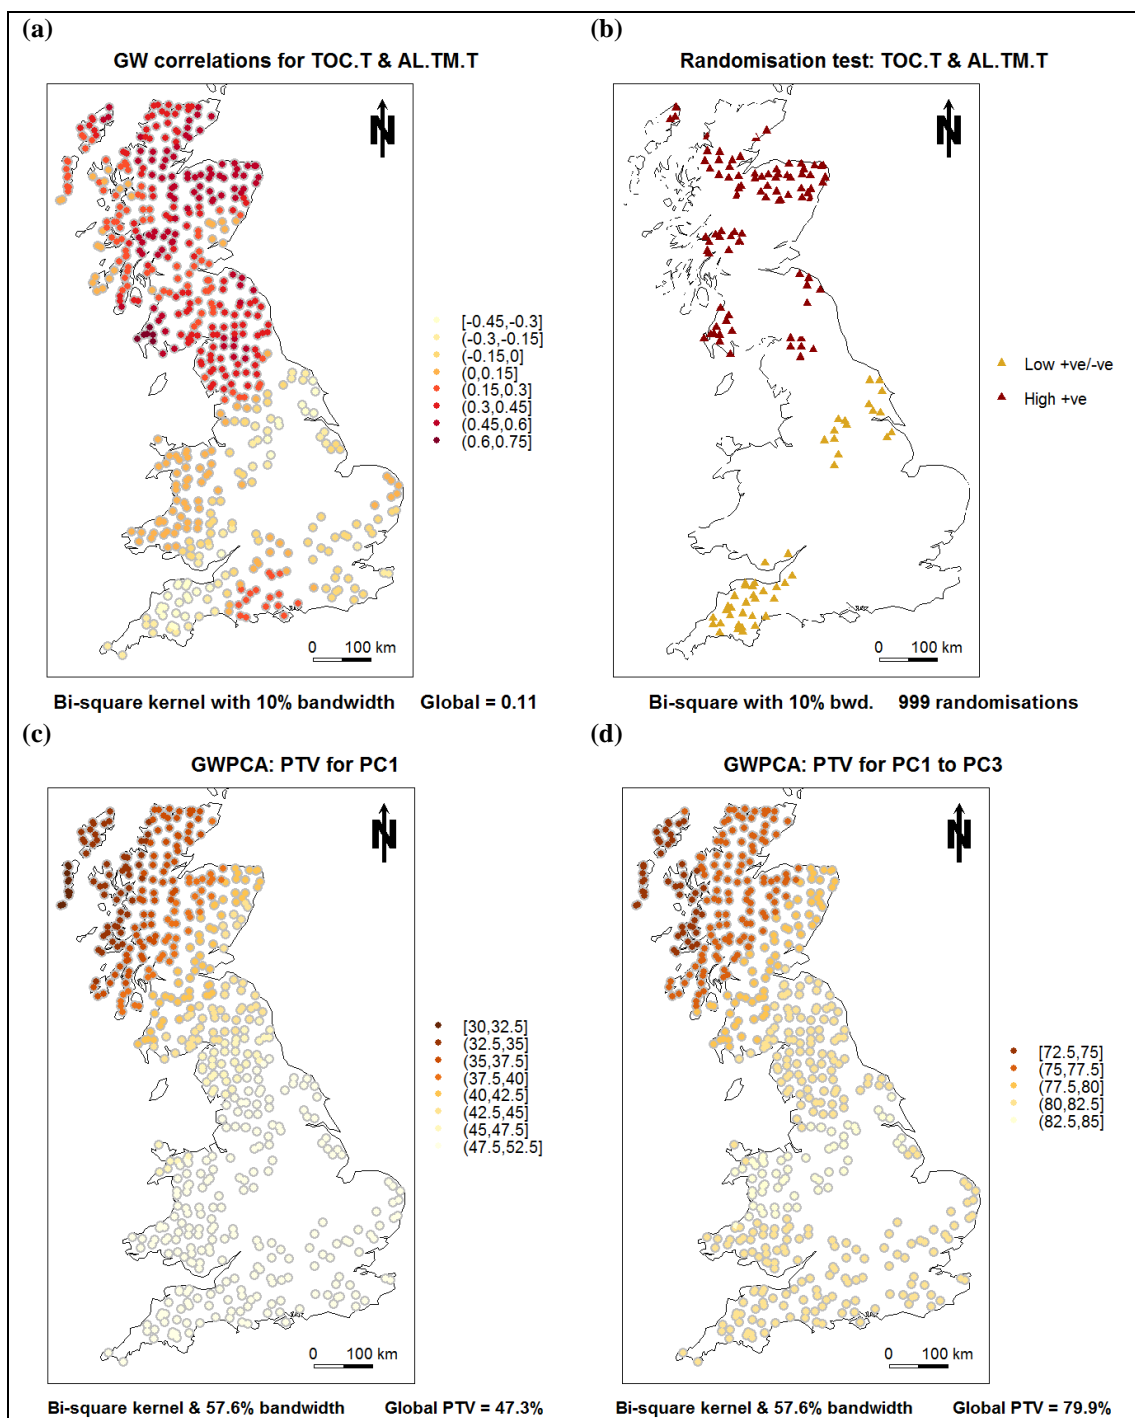 (a)
GW correlations for TOC.T & AL.TM.T
N
[-0.45,-0.3]
(-0.3,-0.15]
(-0.15,0]
(0,0.15]
(0.15,0.3]
(0.3,0.45]
(0.45,0.6]
(0.6,0.75]
0 100 km
Bi-square kernel with 10% bandwidth Global = 0.11
(b)
Randomisation test: TOC.T & AL.TM.T
N
Low +ve/-ve
High +ve
0 100 km
Bi-square with 10% bwd. 999 randomisations
(c)
GWPCA: PTV for PC1
N
[30,32.5]
(32.5,35]
(35,37.5]
(37.5,40]
(40,42.5]
(42.5,45]
(45,47.5]
(47.5,52.5]
0 100 km
Bi-square kernel & 57.6% bandwidth Global PTV = 47.3%
(d)
GWPCA: PTV for PC1 to PC3
N
[72.5,75]
(75,77.5]
(77.5,80]
(80,82.5]
(82.5,85]
0 100 km
Bi-square kernel & 57.6% bandwidth Global PTV = 79.9%